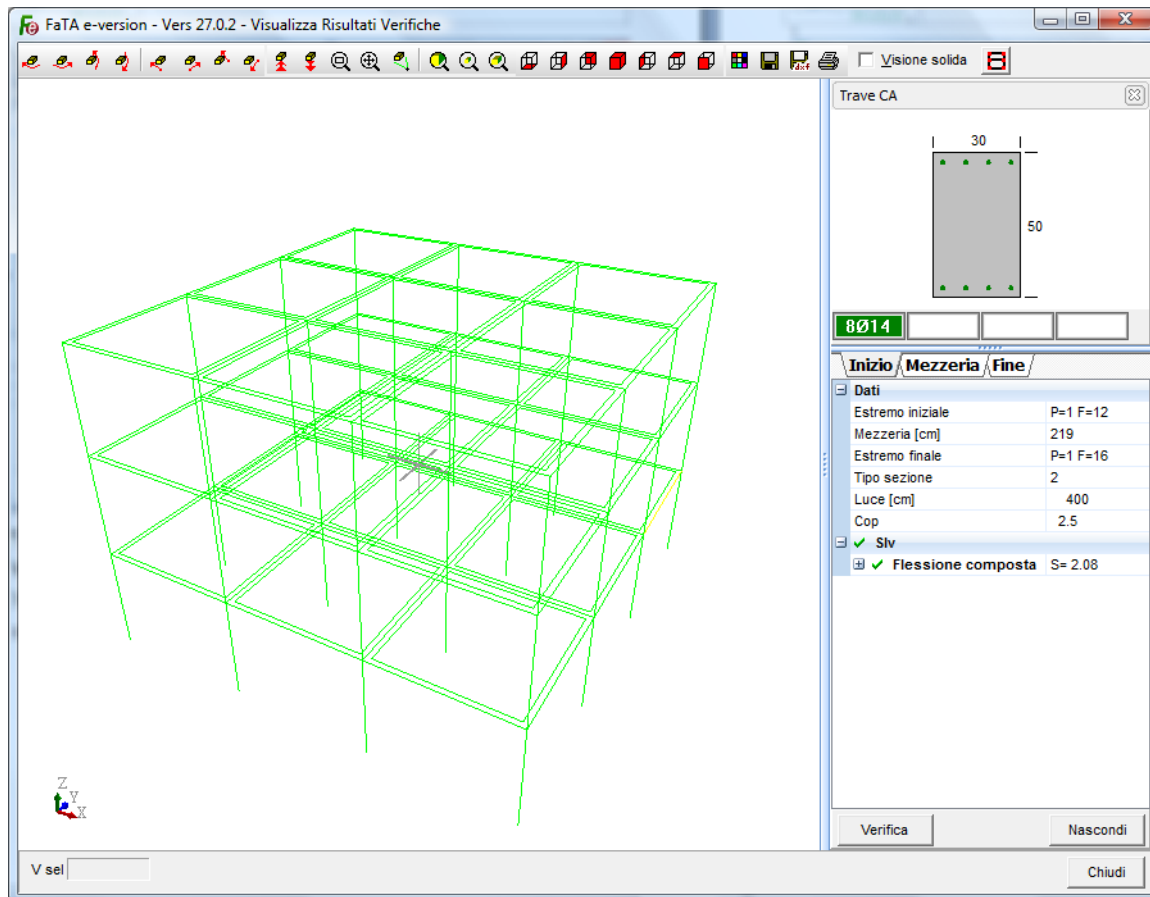 FaTA e-version - Vers 27.0.2 - Visualizza Risultati Verifiche
dxf
Visione solida
Trave CA
30
50
8Ø14
Inizio Mezzeria Fine
Dati
Estremo iniziale P=1 F=12
Mezzeria [cm] 219
Estremo finale P=1 F=16
Tipo sezione 2
Luce [cm] 400
Cop 2.5
Slv
Flessione composta S= 2.08
Z
Y
X
Verifica Nascondi
V sel
Chiudi